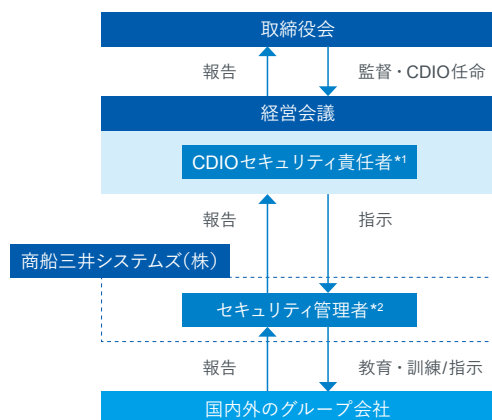 取締役会
報告
監督・CDIO任命
経営会議
CDIOセキュリティ責任者*1
報告
指示
商船三井システムズ(株)
セキュリティ管理者*2
報告
教育・訓練/指示
国内外のグループ会社